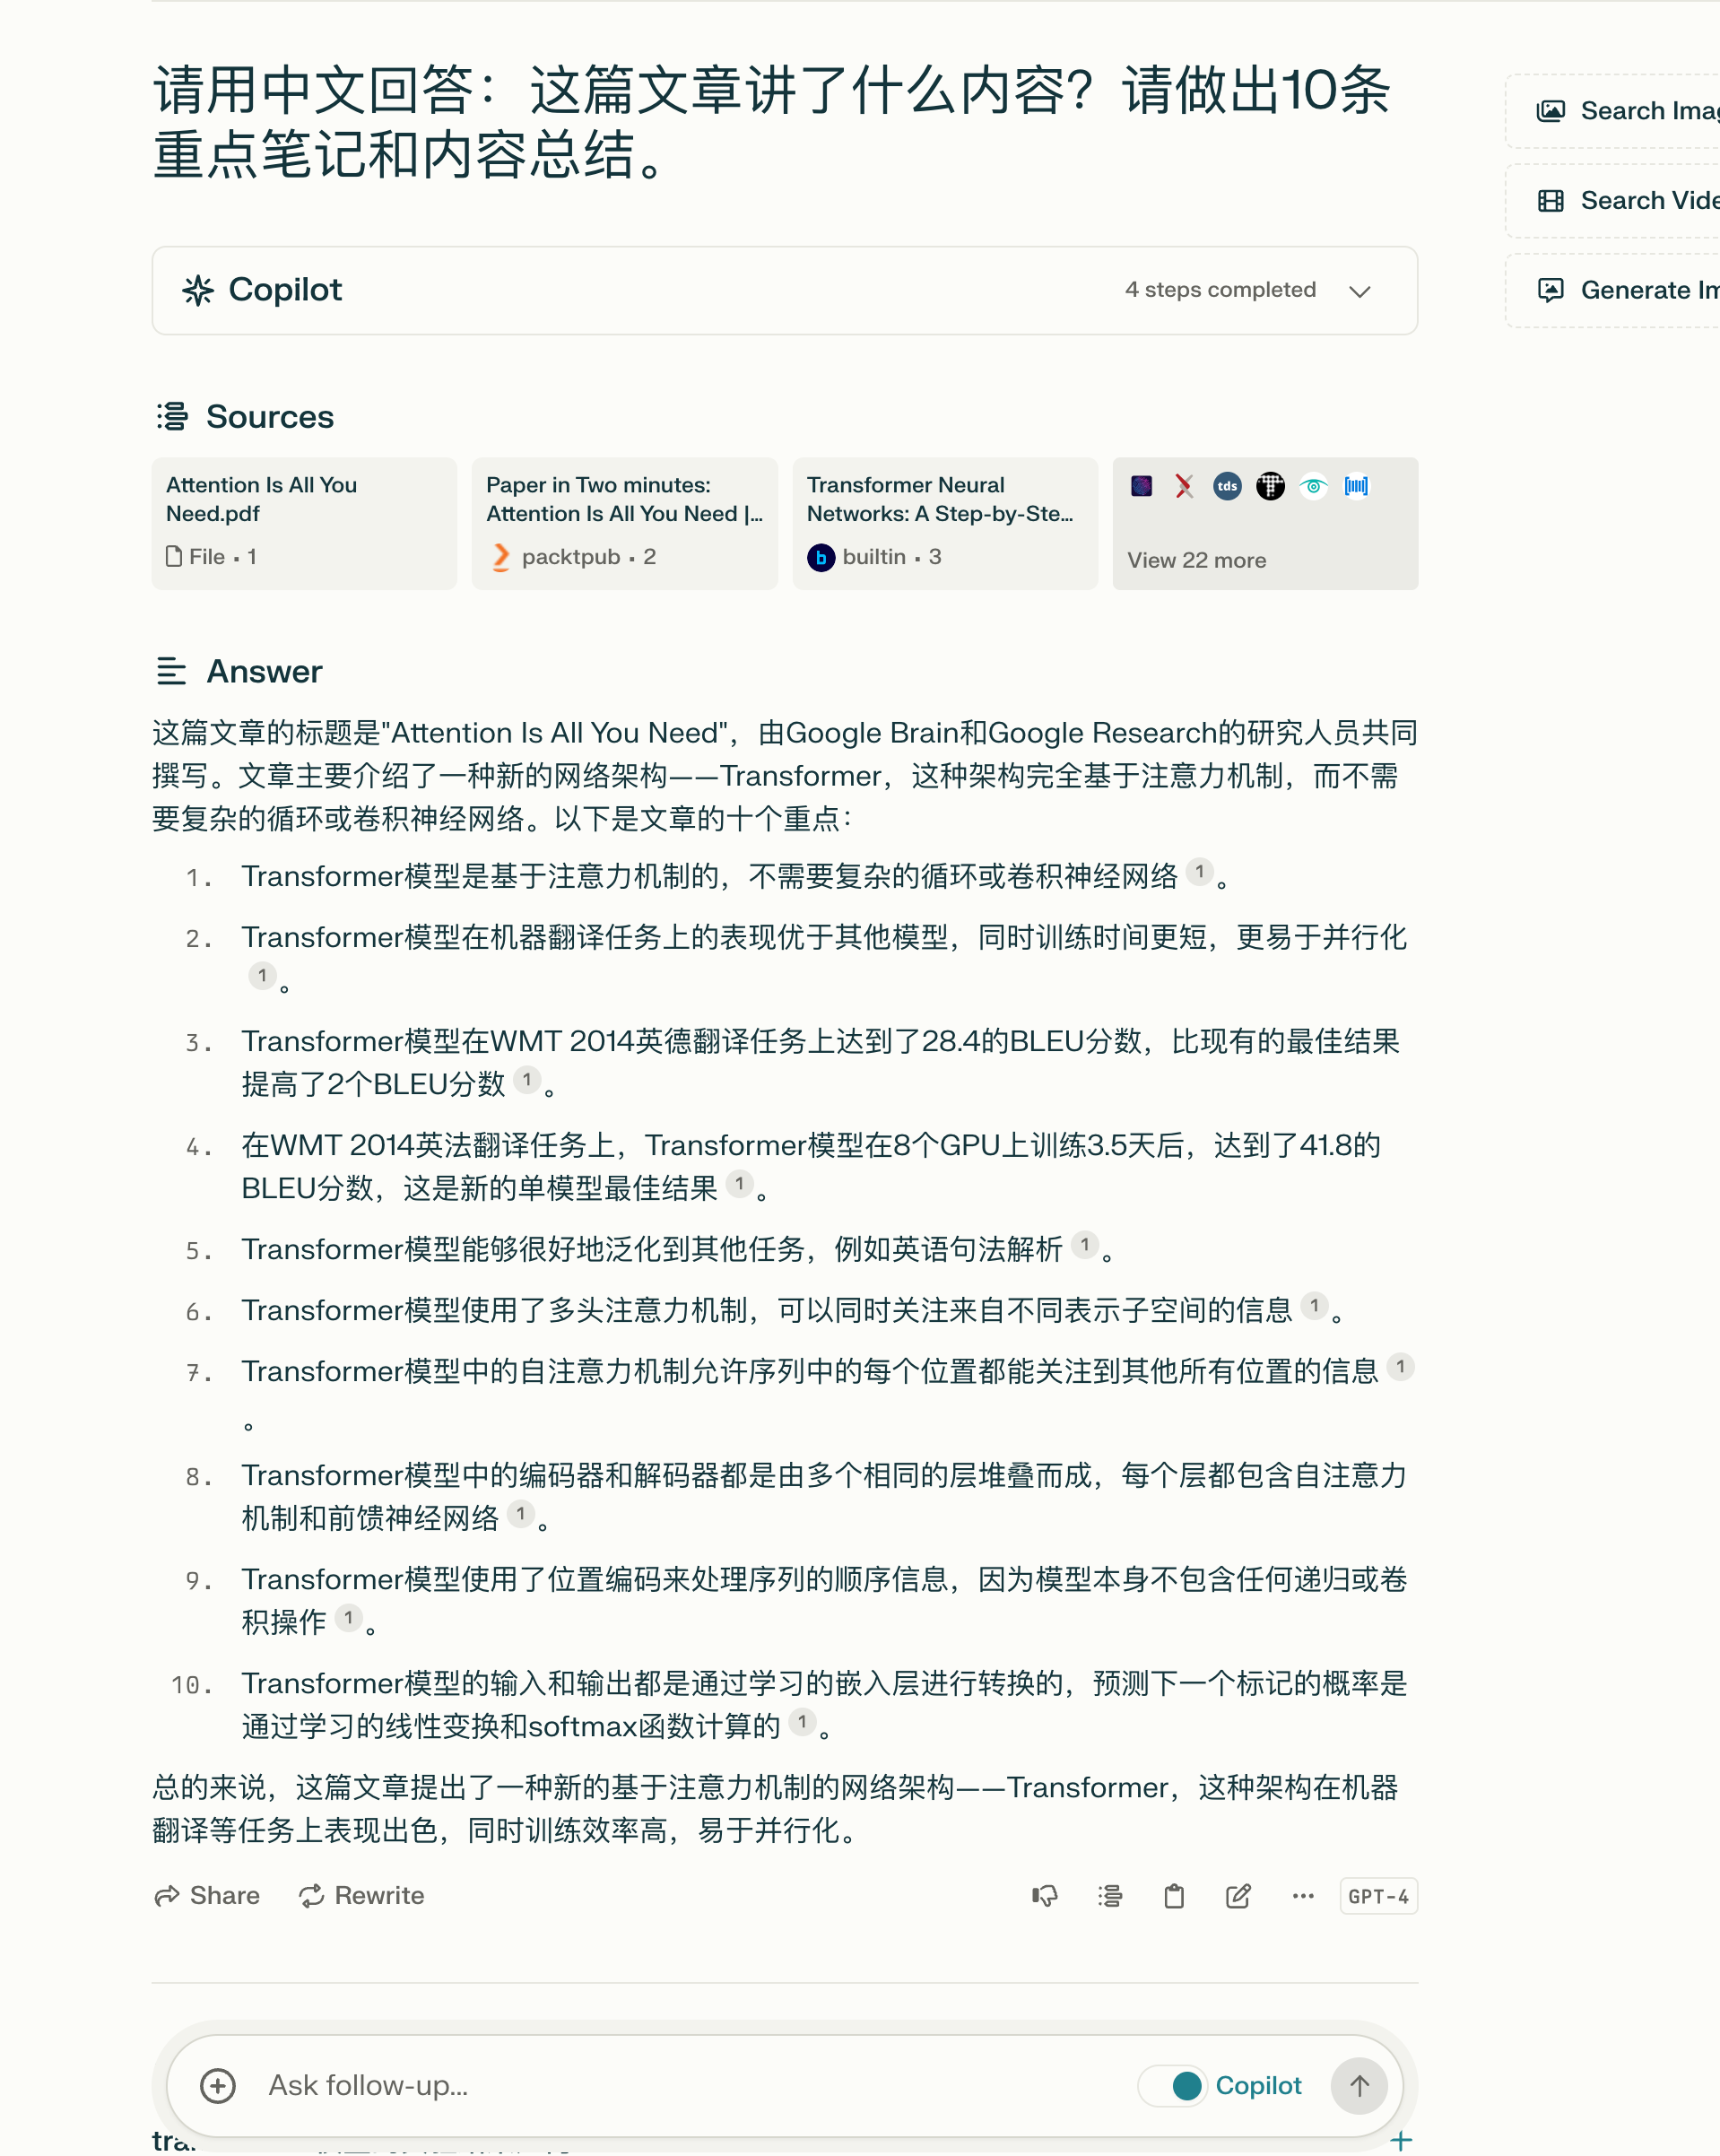 请用中文回答：这篇文章讲了什么内容？请做出10条
重点笔记和内容总结。
Search Imag
Search Vide
Generate Im
Copilot
4 steps completed
Sources
Attention Is All You
Need.pdf
File · 1
Paper in Two minutes:
Attention Is All You Need |...
packtpub · 2
Transformer Neural
Networks: A Step-by-Ste...
b builtin · 3
tds
View 22 more
Answer
这篇文章的标题是"Attention Is All You Need"，由Google Brain和Google Research的研究人员共同
撰写。文章主要介绍了一种新的网络架构——Transformer，这种架构完全基于注意力机制，而不需
要复杂的循环或卷积神经网络。以下是文章的十个重点：
1. Transformer模型是基于注意力机制的，不需要复杂的循环或卷积神经网络 1 。
2. Transformer模型在机器翻译任务上的表现优于其他模型，同时训练时间更短，更易于并行化
1 。
3. Transformer模型在WMT 2014英德翻译任务上达到了28.4的BLEU分数，比现有的最佳结果
提高了2个BLEU分数 1 。
4. 在WMT 2014英法翻译任务上，Transformer模型在8个GPU上训练3.5天后，达到了41.8的
BLEU分数，这是新的单模型最佳结果 1 。
5. Transformer模型能够很好地泛化到其他任务，例如英语句法解析 1 。
6. Transformer模型使用了多头注意力机制，可以同时关注来自不同表示子空间的信息 1 。
7. Transformer模型中的自注意力机制允许序列中的每个位置都能关注到其他所有位置的信息 1
。
8. Transformer模型中的编码器和解码器都是由多个相同的层堆叠而成，每个层都包含自注意力
机制和前馈神经网络 1 。
9. Transformer模型使用了位置编码来处理序列的顺序信息，因为模型本身不包含任何递归或卷
积操作 1 。
10. Transformer模型的输入和输出都是通过学习的嵌入层进行转换的，预测下一个标记的概率是
通过学习的线性变换和softmax函数计算的 1 。
总的来说，这篇文章提出了一种新的基于注意力机制的网络架构——Transformer，这种架构在机器
翻译等任务上表现出色，同时训练效率高，易于并行化。
Share
Rewrite
GPT-4
Ask follow-up...
Copilot